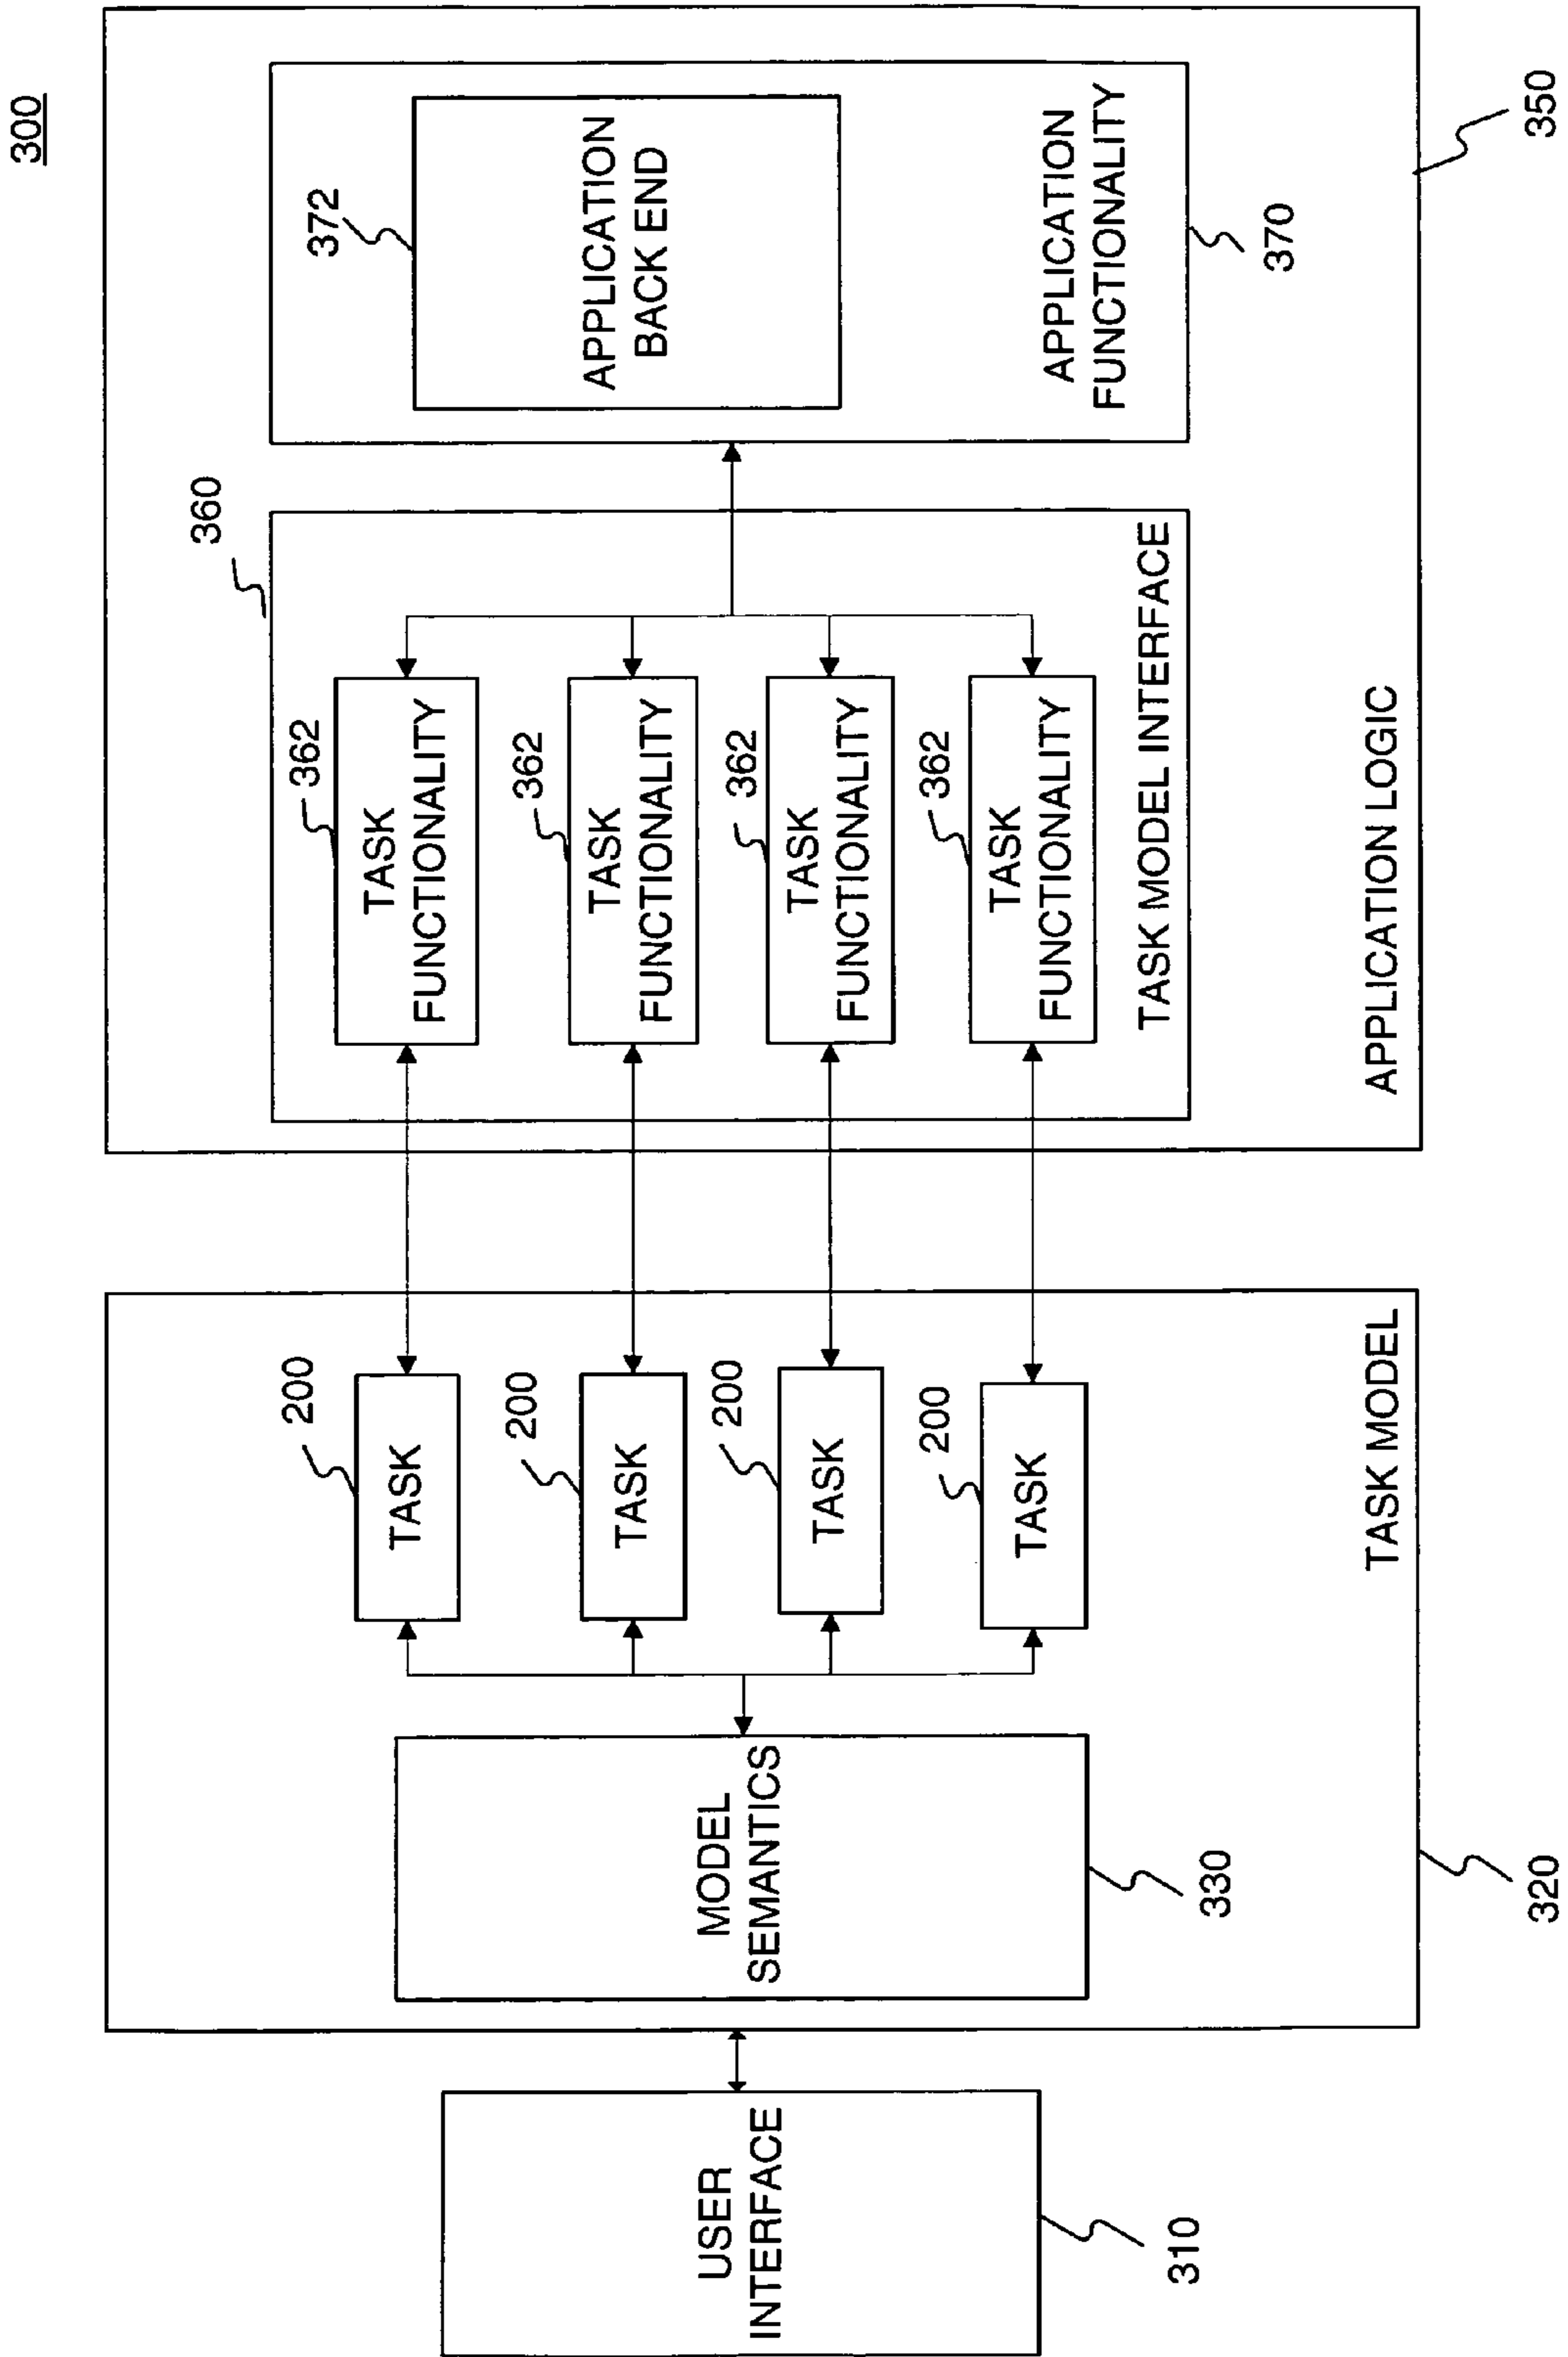 300
USER
INTERFACE
310
MODEL
SEMANTICS
330
200
TASK
200
TASK
200
TASK
200
TASK
TASK MODEL
320
360
362
TASK
FUNCTIONALITY
362
TASK
FUNCTIONALITY
362
TASK
FUNCTIONALITY
362
TASK
FUNCTIONALITY
TASK MODEL INTERFACE
372
APPLICATION
BACK END
APPLICATION
FUNCTIONALITY
370
APPLICATION LOGIC
350